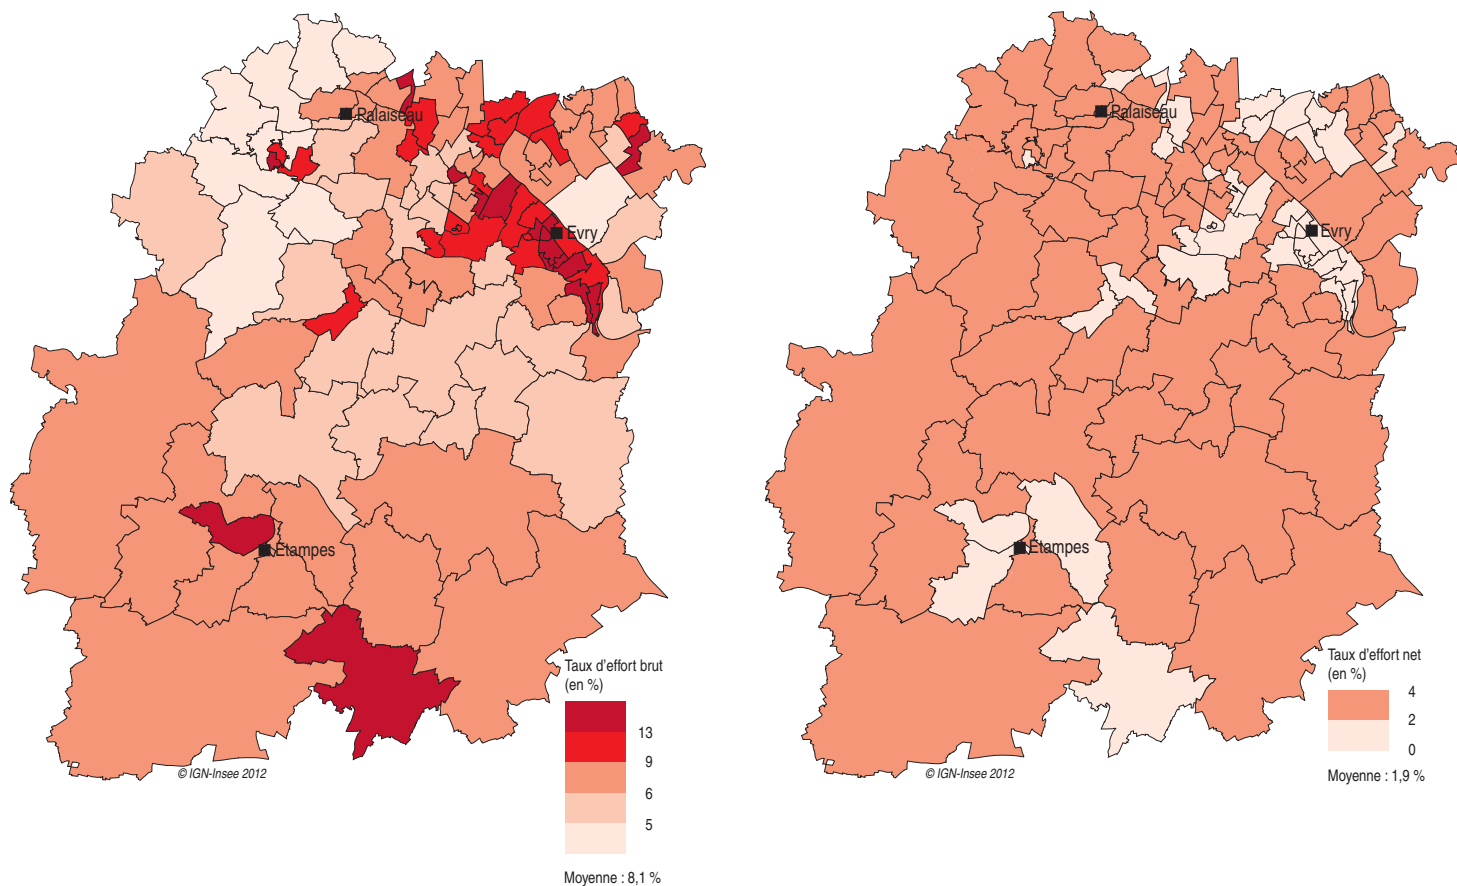 Palaiseau
Evry
Étampes
Taux d'effort brut
(en %)
13
9
6
5
Moyenne : 8,1 %
© IGN-Insee 2012
Palaiseau
Evry
Étampes
Taux d'effort net
(en %)
4
2
0
Moyenne : 1,9 %
© IGN-Insee 2012